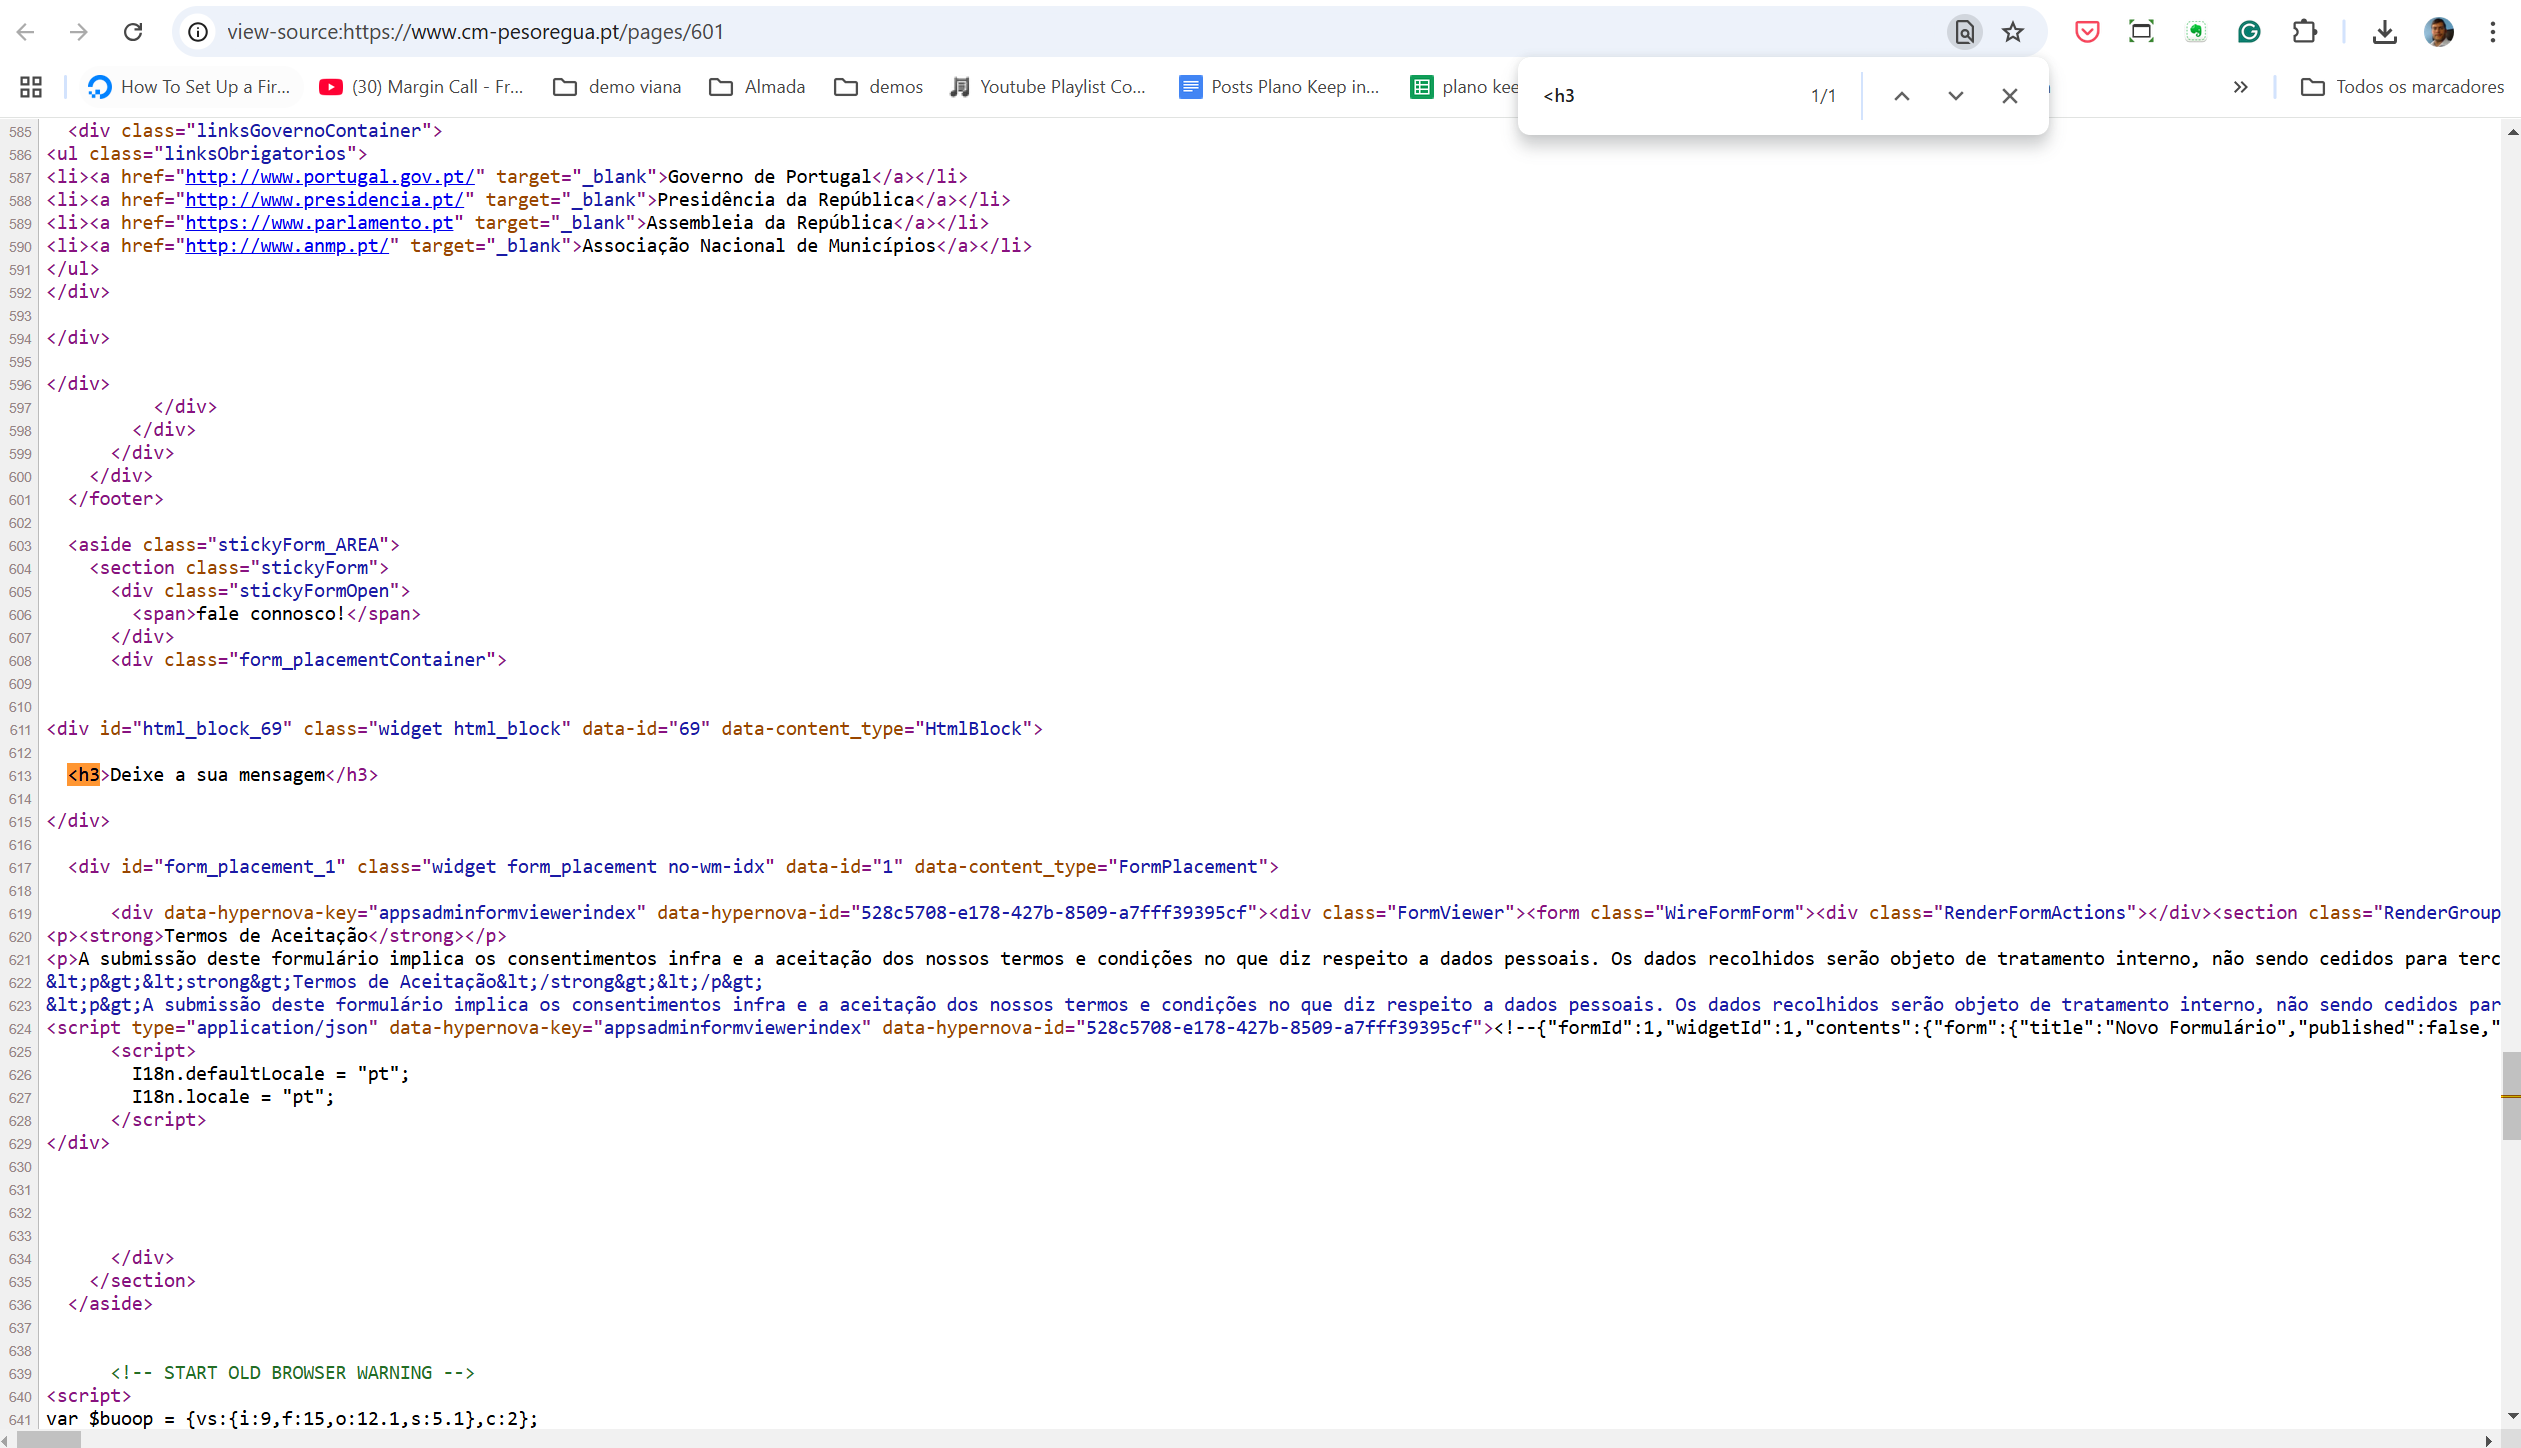 view-source:https://www.cm-pesoregua.pt/pages/601
How To Set Up a Fir...
(30) Margin Call - Fr...
demo viana
Almada
demos
Youtube Playlist Co...
Posts Plano Keep in...
plano kee
Todos os marcadores
<h3
1/1
585 <div class="linksGovernoContainer">
586 <ul class="linksObrigatorios">
587 <li><a href="http://www.portugal.gov.pt/" target="_blank">Governo de Portugal</a></li>
588 <li><a href="http://www.presidencia.pt/" target="_blank">Presidência da República</a></li>
589 <li><a href="https://www.parlamento.pt" target="_blank">Assembleia da República</a></li>
590 <li><a href="http://www.anmp.pt/" target="_blank">Associação Nacional de Municípios</a></li>
591 </ul>
592 </div>
593
594 </div>
595
596 </div>
597 </div>
598 </div>
599 </div>
600 </div>
601 </footer>
602
603 <aside class="stickyForm_AREA">
604 <section class="stickyForm">
605 <div class="stickyFormOpen">
606 <span>fale connosco!</span>
607 </div>
608 <div class="form_placementContainer">
609
610
611 <div id="html_block_69" class="widget html_block" data-id="69" data-content_type="HtmlBlock">
612
613 <h3>Deixe a sua mensagem</h3>
614
615 </div>
616
617 <div id="form_placement_1" class="widget form_placement no-wm-idx" data-id="1" data-content_type="FormPlacement">
618
619 <div data-hypernova-key="appsadminformviewerindex" data-hypernova-id="528c5708-e178-427b-8509-a7fff39395cf"><div class="FormViewer"><form class="WireFormForm"><div class="RenderFormActions"></div><section class="RenderGroup
620 <p><strong>Termos de Aceitação</strong></p>
621 <p>A submissão deste formulário implica os consentimentos infra e a aceitação dos nossos termos e condições no que diz respeito a dados pessoais. Os dados recolhidos serão objeto de tratamento interno, não sendo cedidos para terc
622 &lt;p&gt;&lt;strong&gt;Termos de Aceitação&lt;/strong&gt;&lt;/p&gt;
623 &lt;p&gt;A submissão deste formulário implica os consentimentos infra e a aceitação dos nossos termos e condições no que diz respeito a dados pessoais. Os dados recolhidos serão objeto de tratamento interno, não sendo cedidos par
624 <script type="application/json" data-hypernova-key="appsadminformviewerindex" data-hypernova-id="528c5708-e178-427b-8509-a7fff39395cf"><!--{"formId":1,"widgetId":1,"contents":{"form":{"title":"Novo Formulário","published":false,"
625 <script>
626 I18n.defaultLocale = "pt";
627 I18n.locale = "pt";
628 </script>
629 </div>
630
631
632
633
634 </div>
635 </section>
636 </aside>
637
638
639 <!-- START OLD BROWSER WARNING -->
640 <script>
641 var $buoop = {vs:{i:9,f:15,o:12.1,s:5.1},c:2};